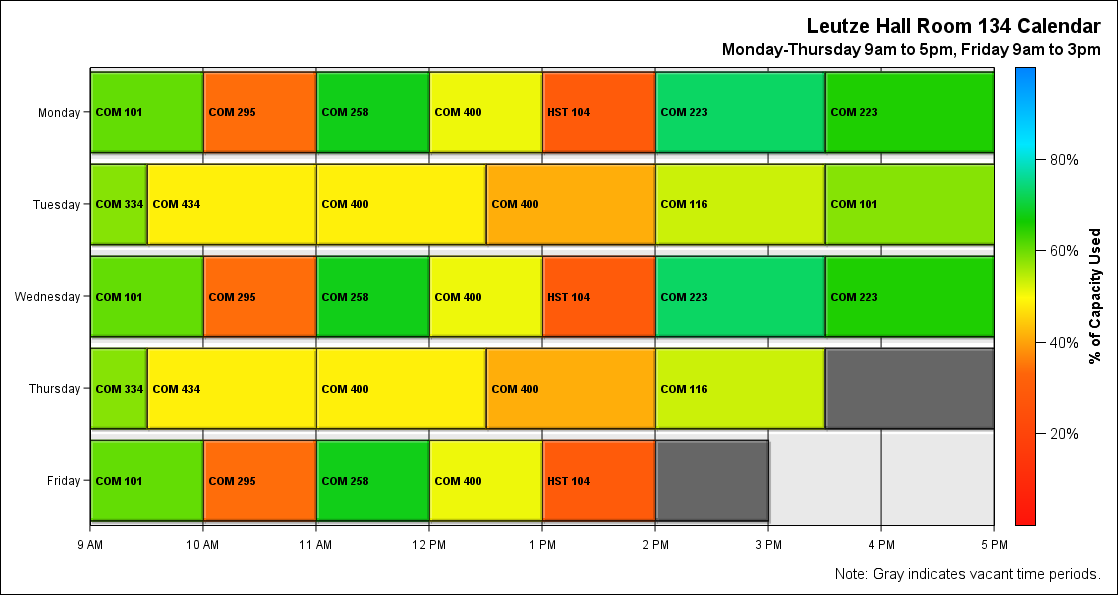 Leutze Hall Room 134 Calendar
Monday-Thursday 9am to 5pm, Friday 9am to 3pm
Monday COM 101 COM 295 COM 258 COM 400 HST 104 COM 223 COM 223
80%
Tuesday COM 334 COM 434 COM 400 COM 400 COM 116 COM 101
60%
Wednesday COM 101 COM 295 COM 258 COM 400 HST 104 COM 223 COM 223
% of Capacity Used
40%
Thursday COM 334 COM 434 COM 400 COM 400 COM 116
20%
Friday COM 101 COM 295 COM 258 COM 400 HST 104
9 AM 10 AM 11 AM 12 PM 1 PM 2 PM 3 PM 4 PM 5 PM
Note: Gray indicates vacant time periods.